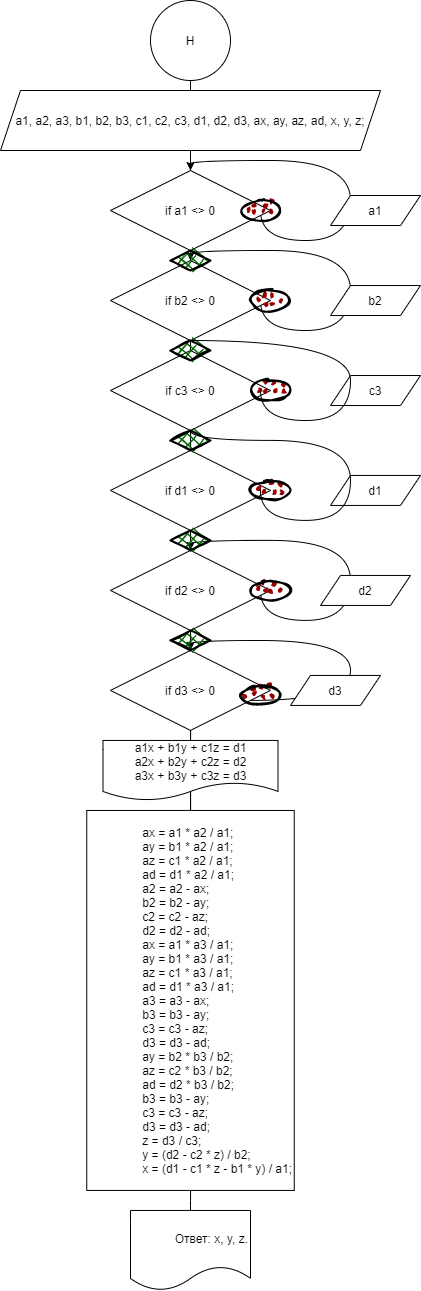 H
a1, a2, a3, b1, b2, b3, c1, c2, c3, d1, d2, d3, ax, ay, az, ad, x, y, z;
if a1 <> 0
a1
if b2 <> 0
b2
if c3 <> 0
c3
if d1 <> 0
d1
if d2 <> 0
d2
if d3 <> 0
d3
a1x + b1y + c1z = d1
a2x + b2y + c2z = d2
a3x + b3y + c3z = d3
ax = a1 * a2 / a1;
ay = b1 * a2 / a1;
az = c1 * a2 / a1;
ad = d1 * a2 / a1;
a2 = a2 - ax;
b2 = b2 - ay;
c2 = c2 - az;
d2 = d2 - ad;
ax = a1 * a3 / a1;
ay = b1 * a3 / a1;
az = c1 * a3 / a1;
ad = d1 * a3 / a1;
a3 = a3 - ax;
b3 = b3 - ay;
c3 = c3 - az;
d3 = d3 - ad;
ay = b2 * b3 / b2;
az = c2 * b3 / b2;
ad = d2 * b3 / b2;
b3 = b3 - ay;
c3 = c3 - az;
d3 = d3 - ad;
z = d3 / c3;
y = (d2 - c2 * z) / b2;
x = (d1 - c1 * z - b1 * y) / a1;
Ответ: x, y, z.